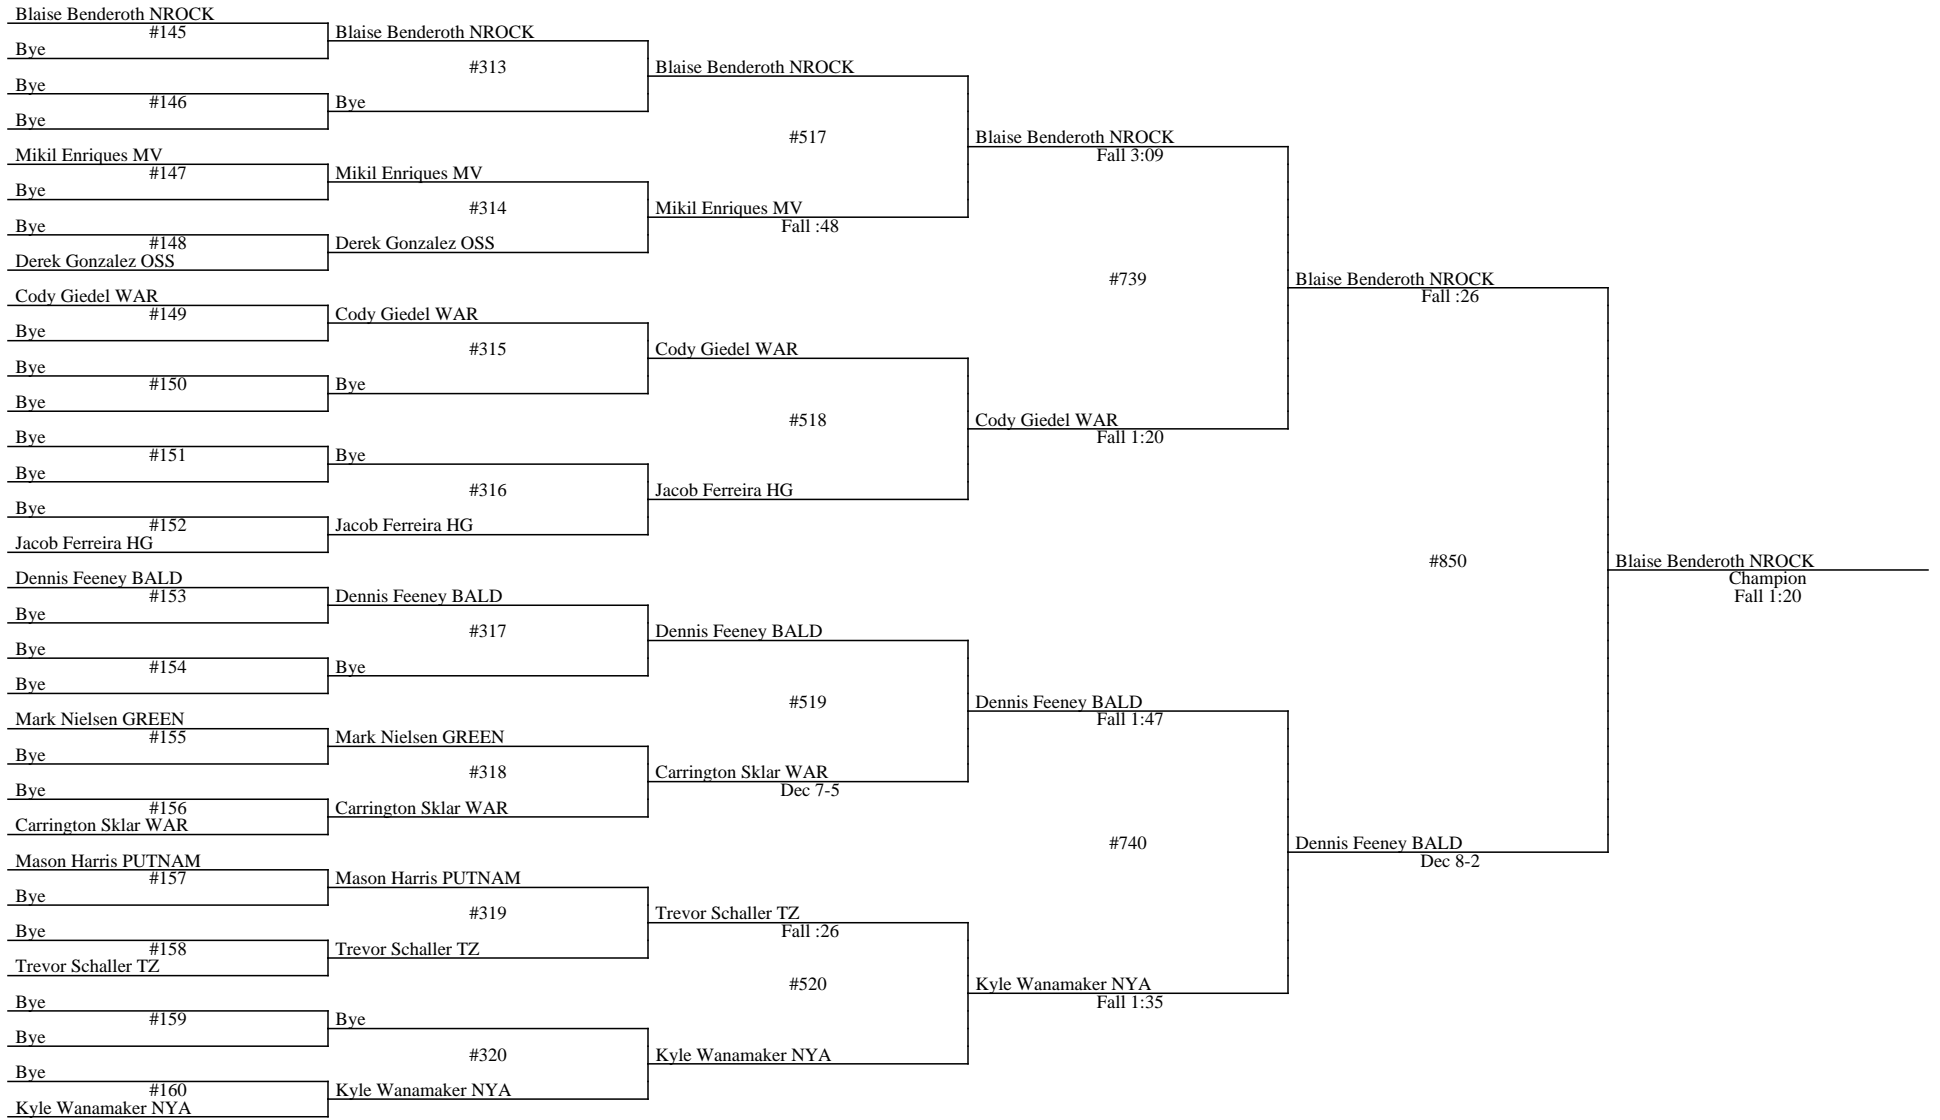 Blaise Benderoth NROCK
#145
Bye
Bye
#146
Bye
Mikil Enriques MV
#147
Bye
Bye
#148
Derek Gonzalez OSS
Cody Giedel WAR
#149
Bye
Bye
#150
Bye
Bye
#151
Bye
Bye
#152
Jacob Ferreira HG
Dennis Feeney BALD
#153
Bye
Bye
#154
Bye
Mark Nielsen GREEN
#155
Bye
Bye
#156
Carrington Sklar WAR
Mason Harris PUTNAM
#157
Bye
Bye
#158
Trevor Schaller TZ
Bye
#159
Bye
Bye
#160
Kyle Wanamaker NYA
Blaise Benderoth NROCK
#313
Bye
Mikil Enriques MV
#314
Derek Gonzalez OSS
Cody Giedel WAR
#315
Bye
Bye
#316
Jacob Ferreira HG
Dennis Feeney BALD
#317
Bye
Mark Nielsen GREEN
#318
Carrington Sklar WAR
Mason Harris PUTNAM
#319
Trevor Schaller TZ
Bye
#320
Kyle Wanamaker NYA
Blaise Benderoth NROCK
#517
Mikil Enriques MV
Fall :48
Cody Giedel WAR
#518
Jacob Ferreira HG
Dennis Feeney BALD
#519
Carrington Sklar WAR
Dec 7-5
Trevor Schaller TZ
Fall :26
#520
Kyle Wanamaker NYA
Blaise Benderoth NROCK
Fall 3:09
#739
Cody Giedel WAR
Fall 1:20
Dennis Feeney BALD
Fall 1:47
#740
Kyle Wanamaker NYA
Fall 1:35
Blaise Benderoth NROCK
Fall :26
#850
Dennis Feeney BALD
Dec 8-2
Blaise Benderoth NROCK
Champion
Fall 1:20